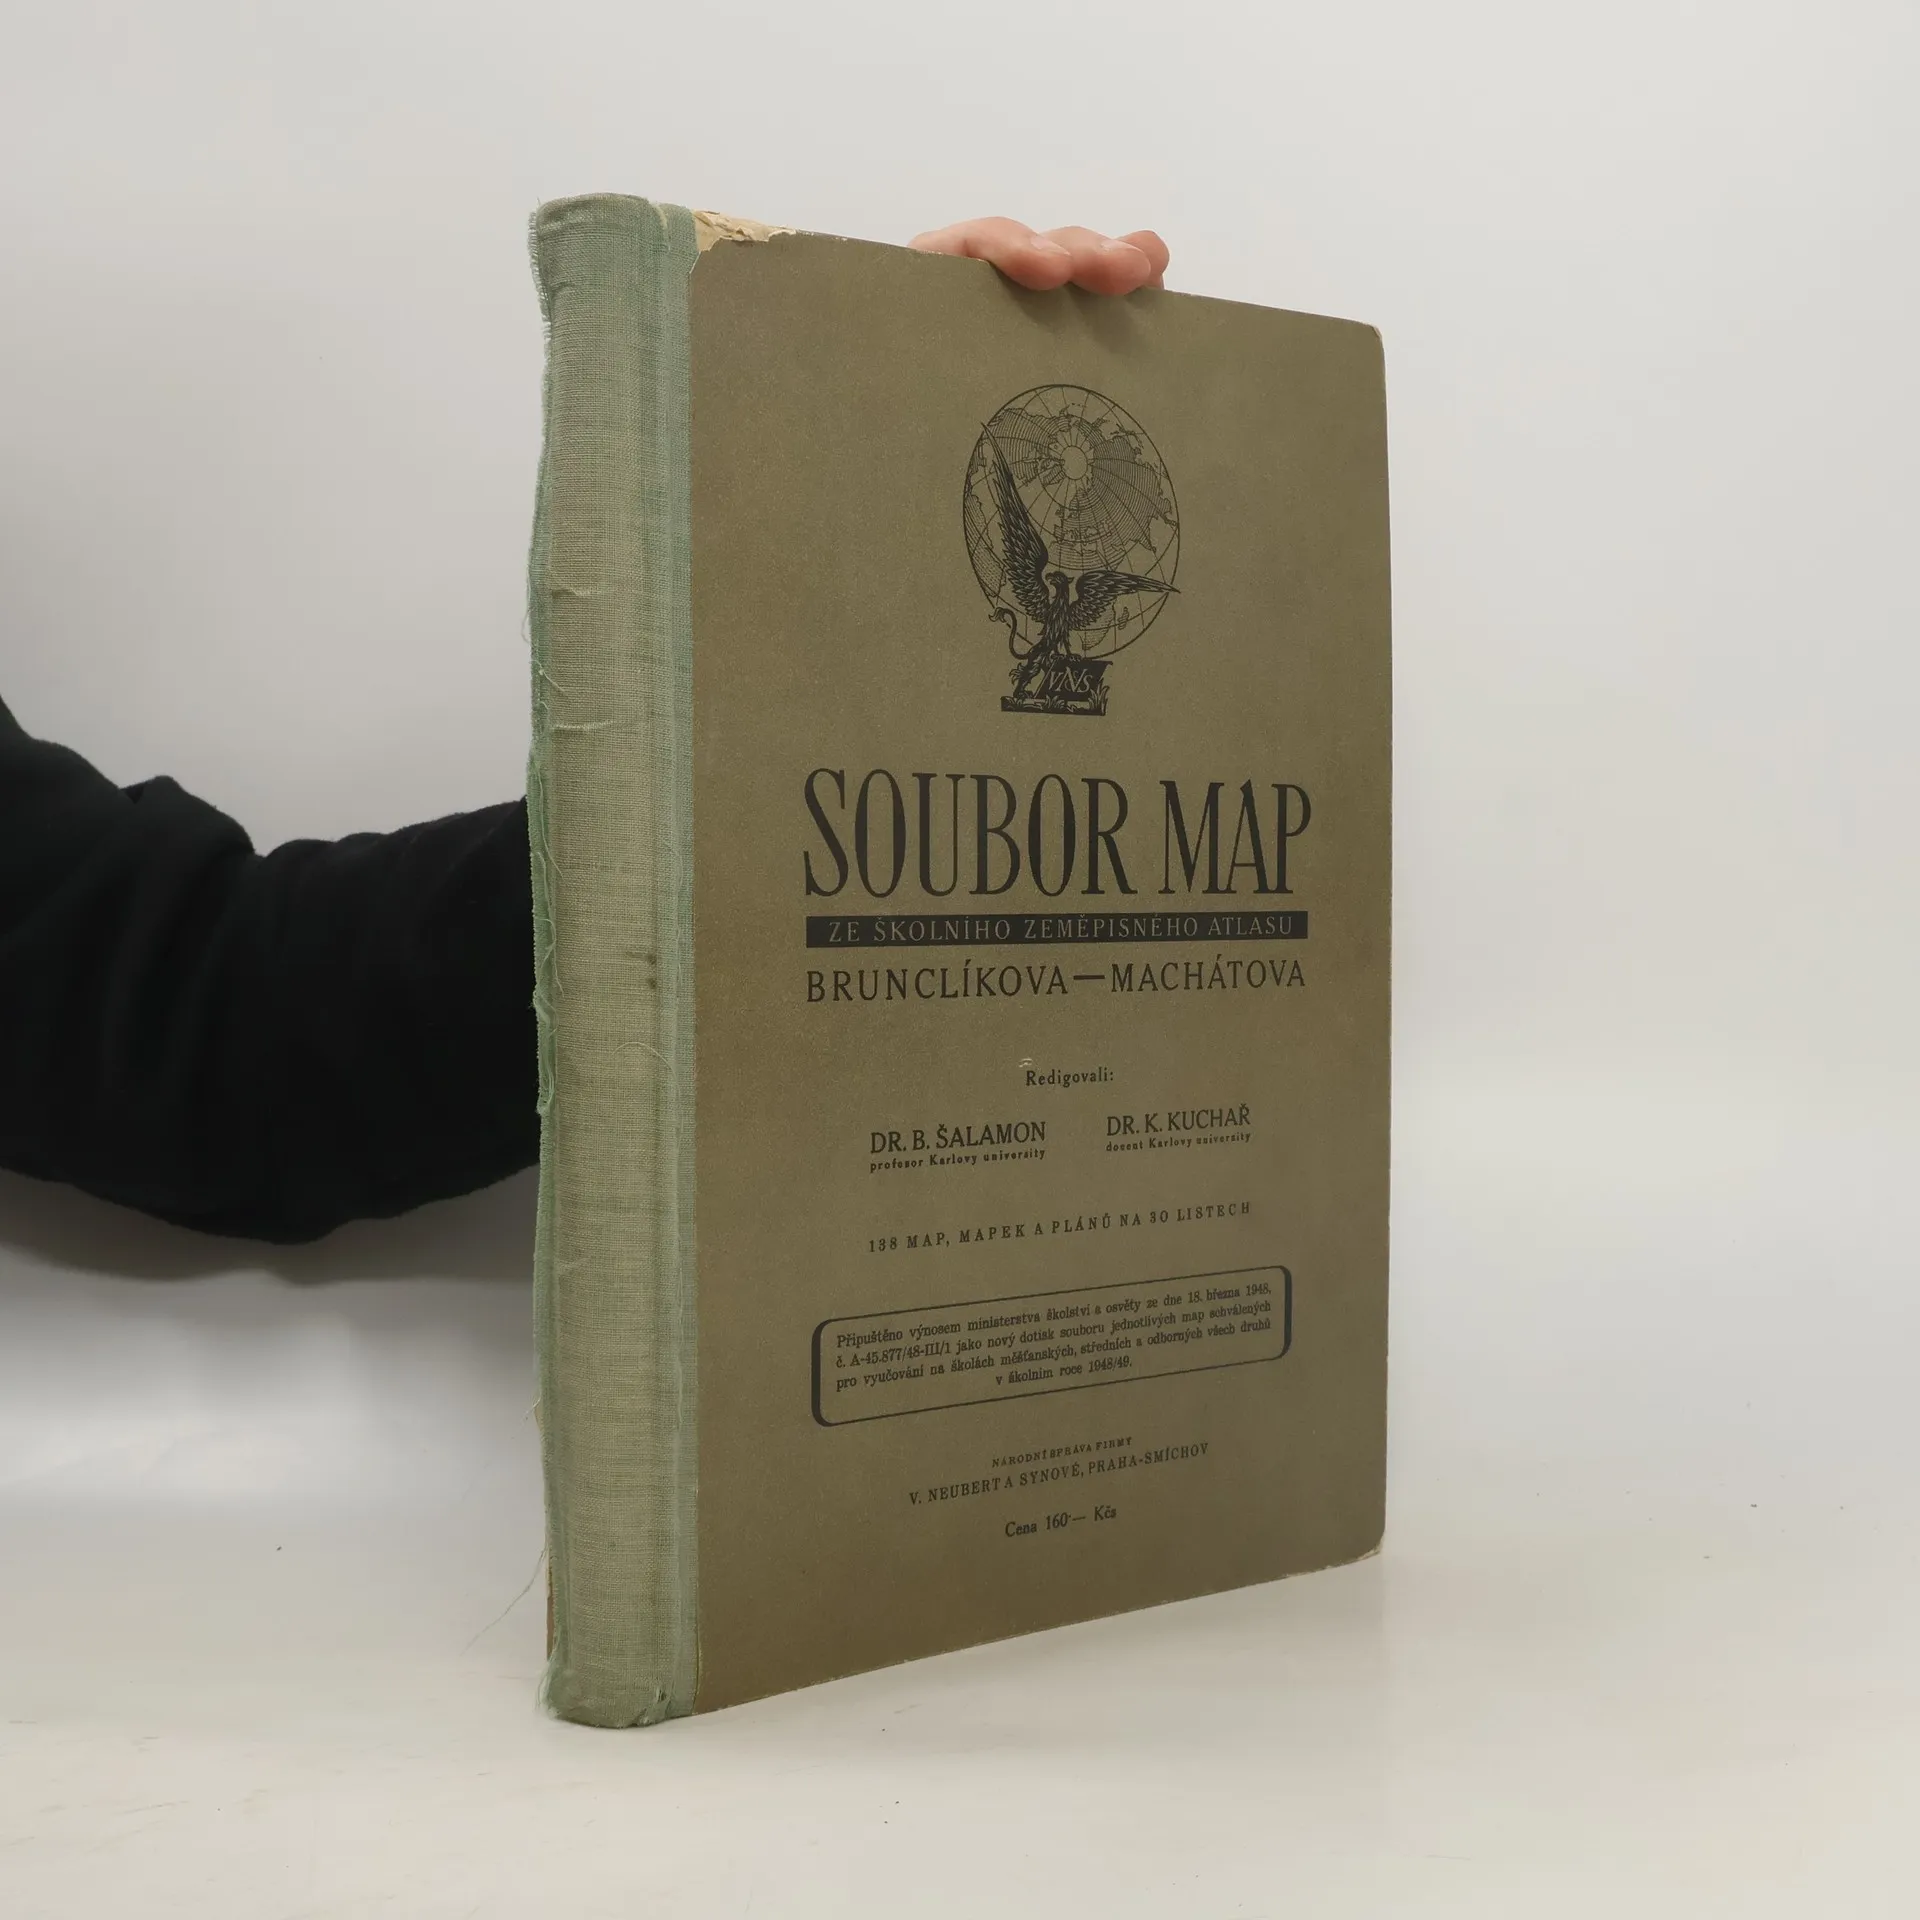 VNS
SOUBOR MAP
ZE ŠKOLNÍHO ZEMĚPISNÉHO ATLASU
BRUNCLÍKOVA—MACHÁTOVA
Redigovali:
DR. B. ŠALAMON
profesor Karlovy university
DR. K. KUCHAŘ
docent Karlovy university
138 MAP, MAPEK A PLÁNŮ NA 30 LISTECH
Připuštěno výnosem ministerstva školství a osvěty ze dne 18. března 1948,
č. A-45.877/48-III/1 jako nový dotisk souboru jednotlivých map schválených
pro vyučování na školách měšťanských, středních a odborných všech druhů
v školním roce 1948/49.
NÁRODNÍ SPRÁVA FIRMY
V. NEUBERT A SYNOVÉ, PRAHA-SMÍCHOV
Cena 160·— Kčs